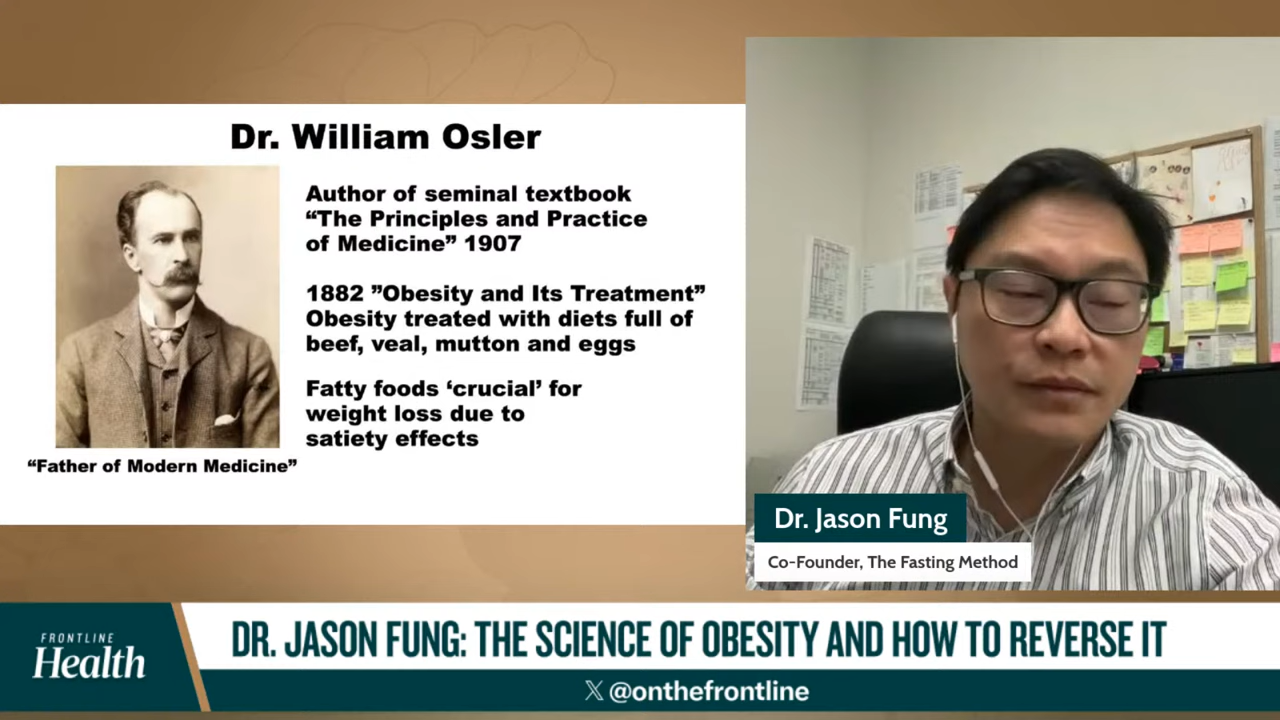 Dr. William Osler
Author of seminal textbook
“The Principles and Practice
of Medicine” 1907
1882 ”Obesity and Its Treatment”
Obesity treated with diets full of
beef, veal, mutton and eggs
Fatty foods ‘crucial’ for
weight loss due to
satiety effects
“Father of Modern Medicine”
Dr. Jason Fung
Co-Founder, The Fasting Method
FRONTLINE
Health
DR. JASON FUNG: THE SCIENCE OF OBESITY AND HOW TO REVERSE IT
X @onthefrontline